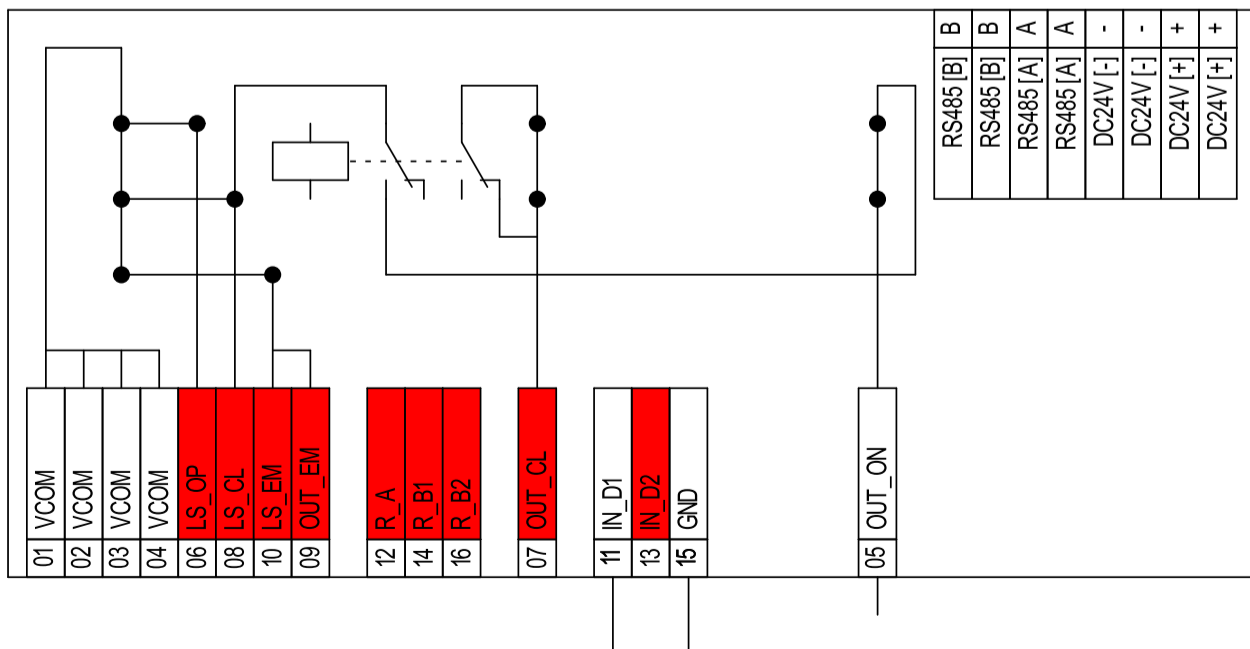 B
B
A
A
-
-
+
+
RS485 [B]
RS485 [B]
RS485 [A]
RS485 [A]
DC24V [-]
DC24V [-]
DC24V [+]
DC24V [+]
VCOM
VCOM
VCOM
VCOM
LS_OP
LS_CL
LS_EM
OUT_EM
R_A
R_B1
R_B2
OUT_CL
IN_D1
IN_D2
GND
OUT_ON
01
02
03
04
06
08
10
09
12
14
16
07
11
13
15
05